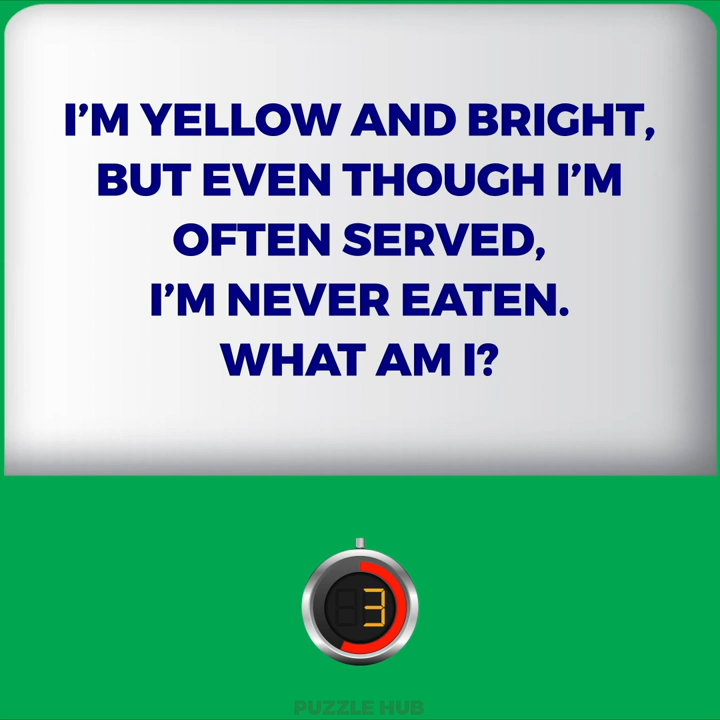 I’M YELLOW AND BRIGHT,
BUT EVEN THOUGH I’M
OFTEN SERVED,
I’M NEVER EATEN.
WHAT AM I?
3
PUZZLE HUB